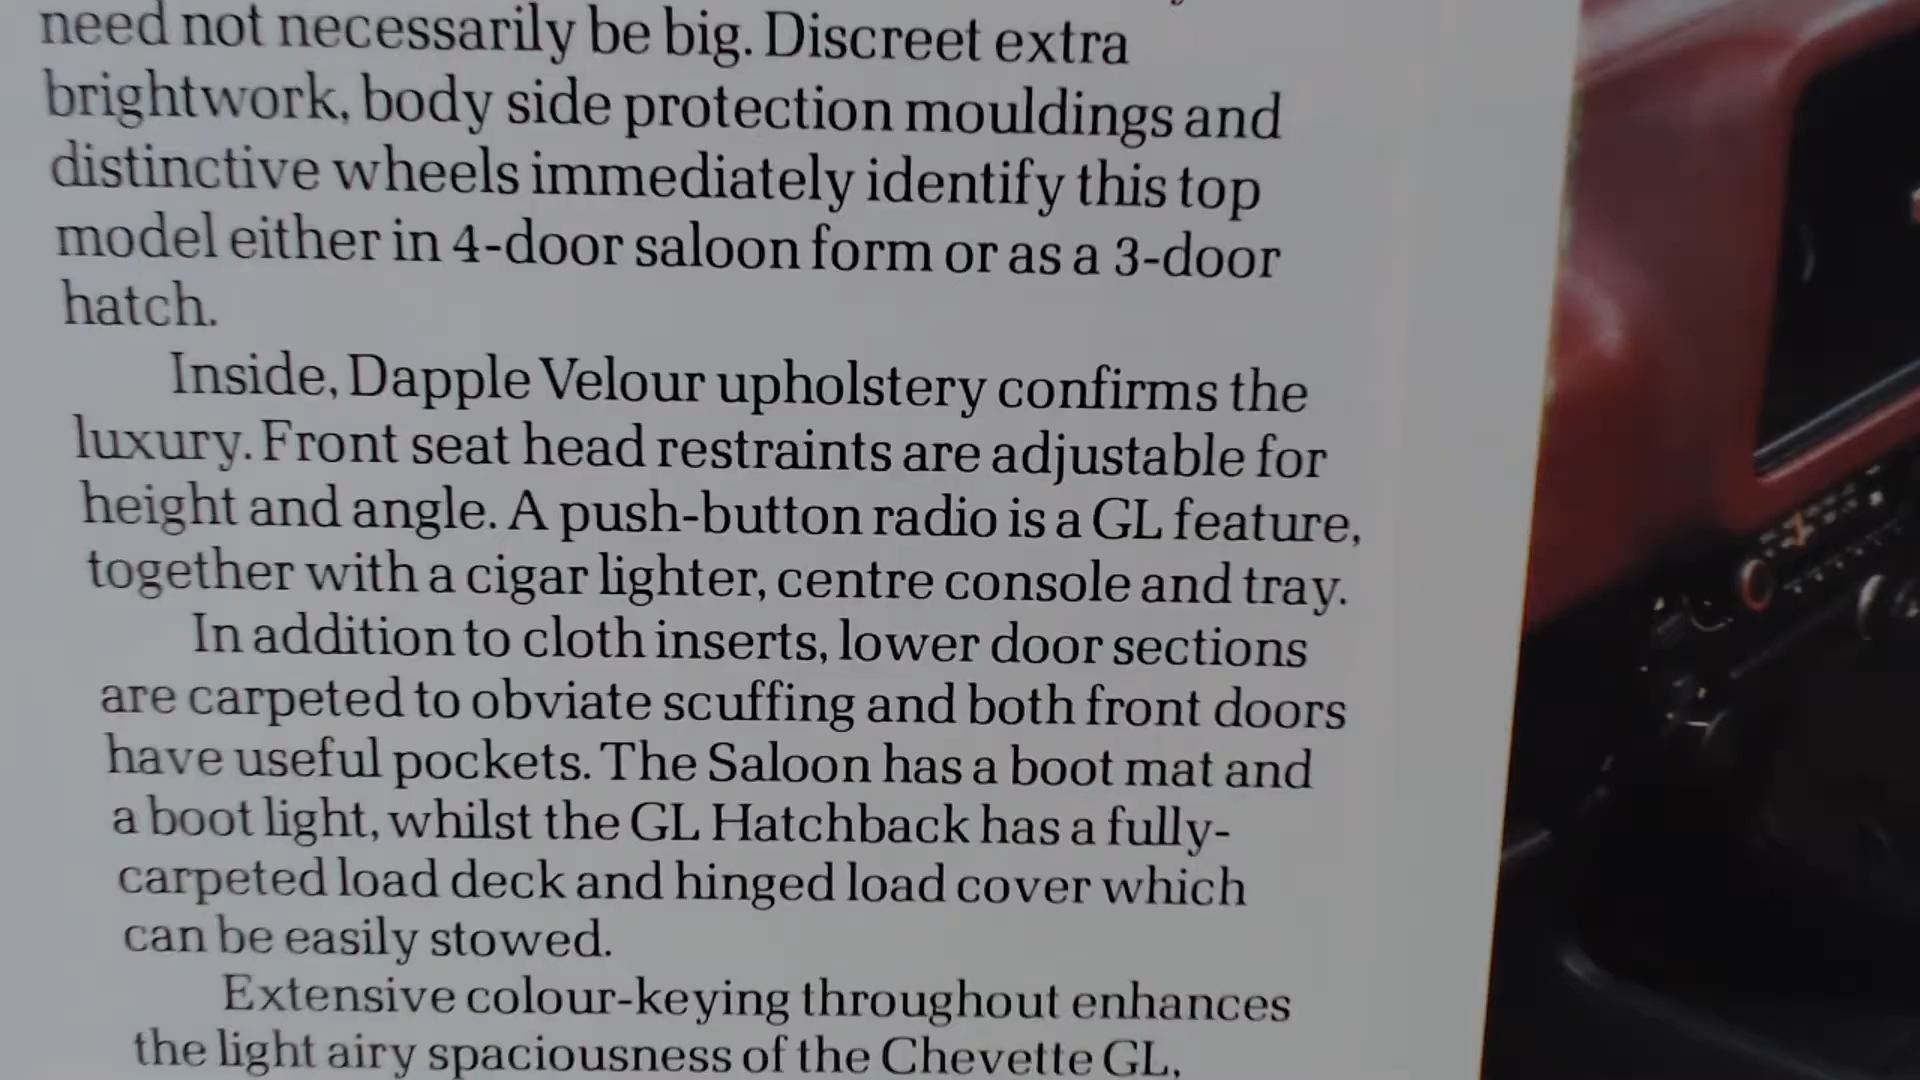 need not necessarily be big. Discreet extra
brightwork, body side protection mouldings and
distinctive wheels immediately identify this top
model either in 4-door saloon form or as a 3-door
hatch.
Inside, Dapple Velour upholstery confirms the
luxury. Front seat head restraints are adjustable for
height and angle. A push-button radio is a GL feature,
together with a cigar lighter, centre console and tray.
In addition to cloth inserts, lower door sections
are carpeted to obviate scuffing and both front doors
have useful pockets. The Saloon has a boot mat and
a boot light, whilst the GL Hatchback has a fully-
carpeted load deck and hinged load cover which
can be easily stowed.
Extensive colour-keying throughout enhances
the light airy spaciousness of the Chevette GL,